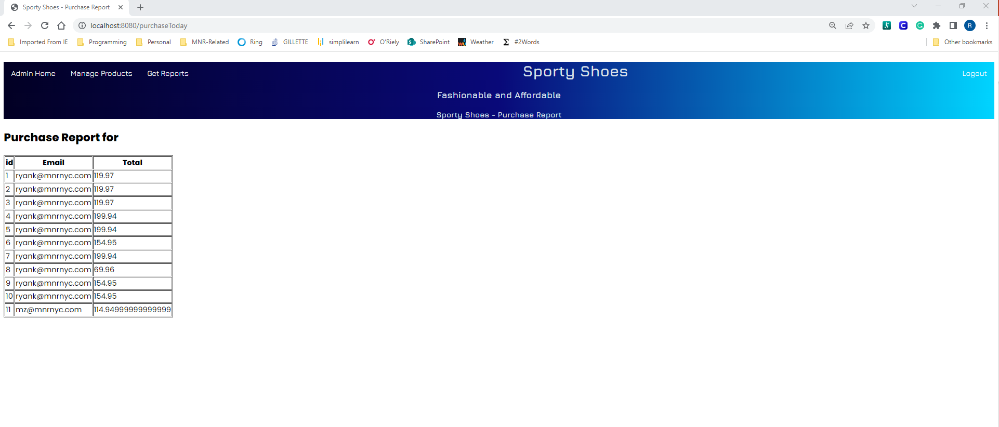 Sporty Shoes - Purchase Report
localhost:8080/purchaseToday
R
Imported From IE Programming Personal MNR-Related Ring GILLETTE simplilearn O'Riely SharePoint Weather #2Words Other bookmarks
Admin Home Manage Products Get Reports Sporty Shoes Logout
Fashionable and Affordable
Sporty Shoes - Purchase Report
Purchase Report for
id Email Total
1 ryank@mnrnyc.com 119.97
2 ryank@mnrnyc.com 119.97
3 ryank@mnrnyc.com 119.97
4 ryank@mnrnyc.com 199.94
5 ryank@mnrnyc.com 199.94
6 ryank@mnrnyc.com 154.95
7 ryank@mnrnyc.com 199.94
8 ryank@mnrnyc.com 69.96
9 ryank@mnrnyc.com 154.95
10 ryank@mnrnyc.com 154.95
11 mz@mnrnyc.com 114.94999999999999